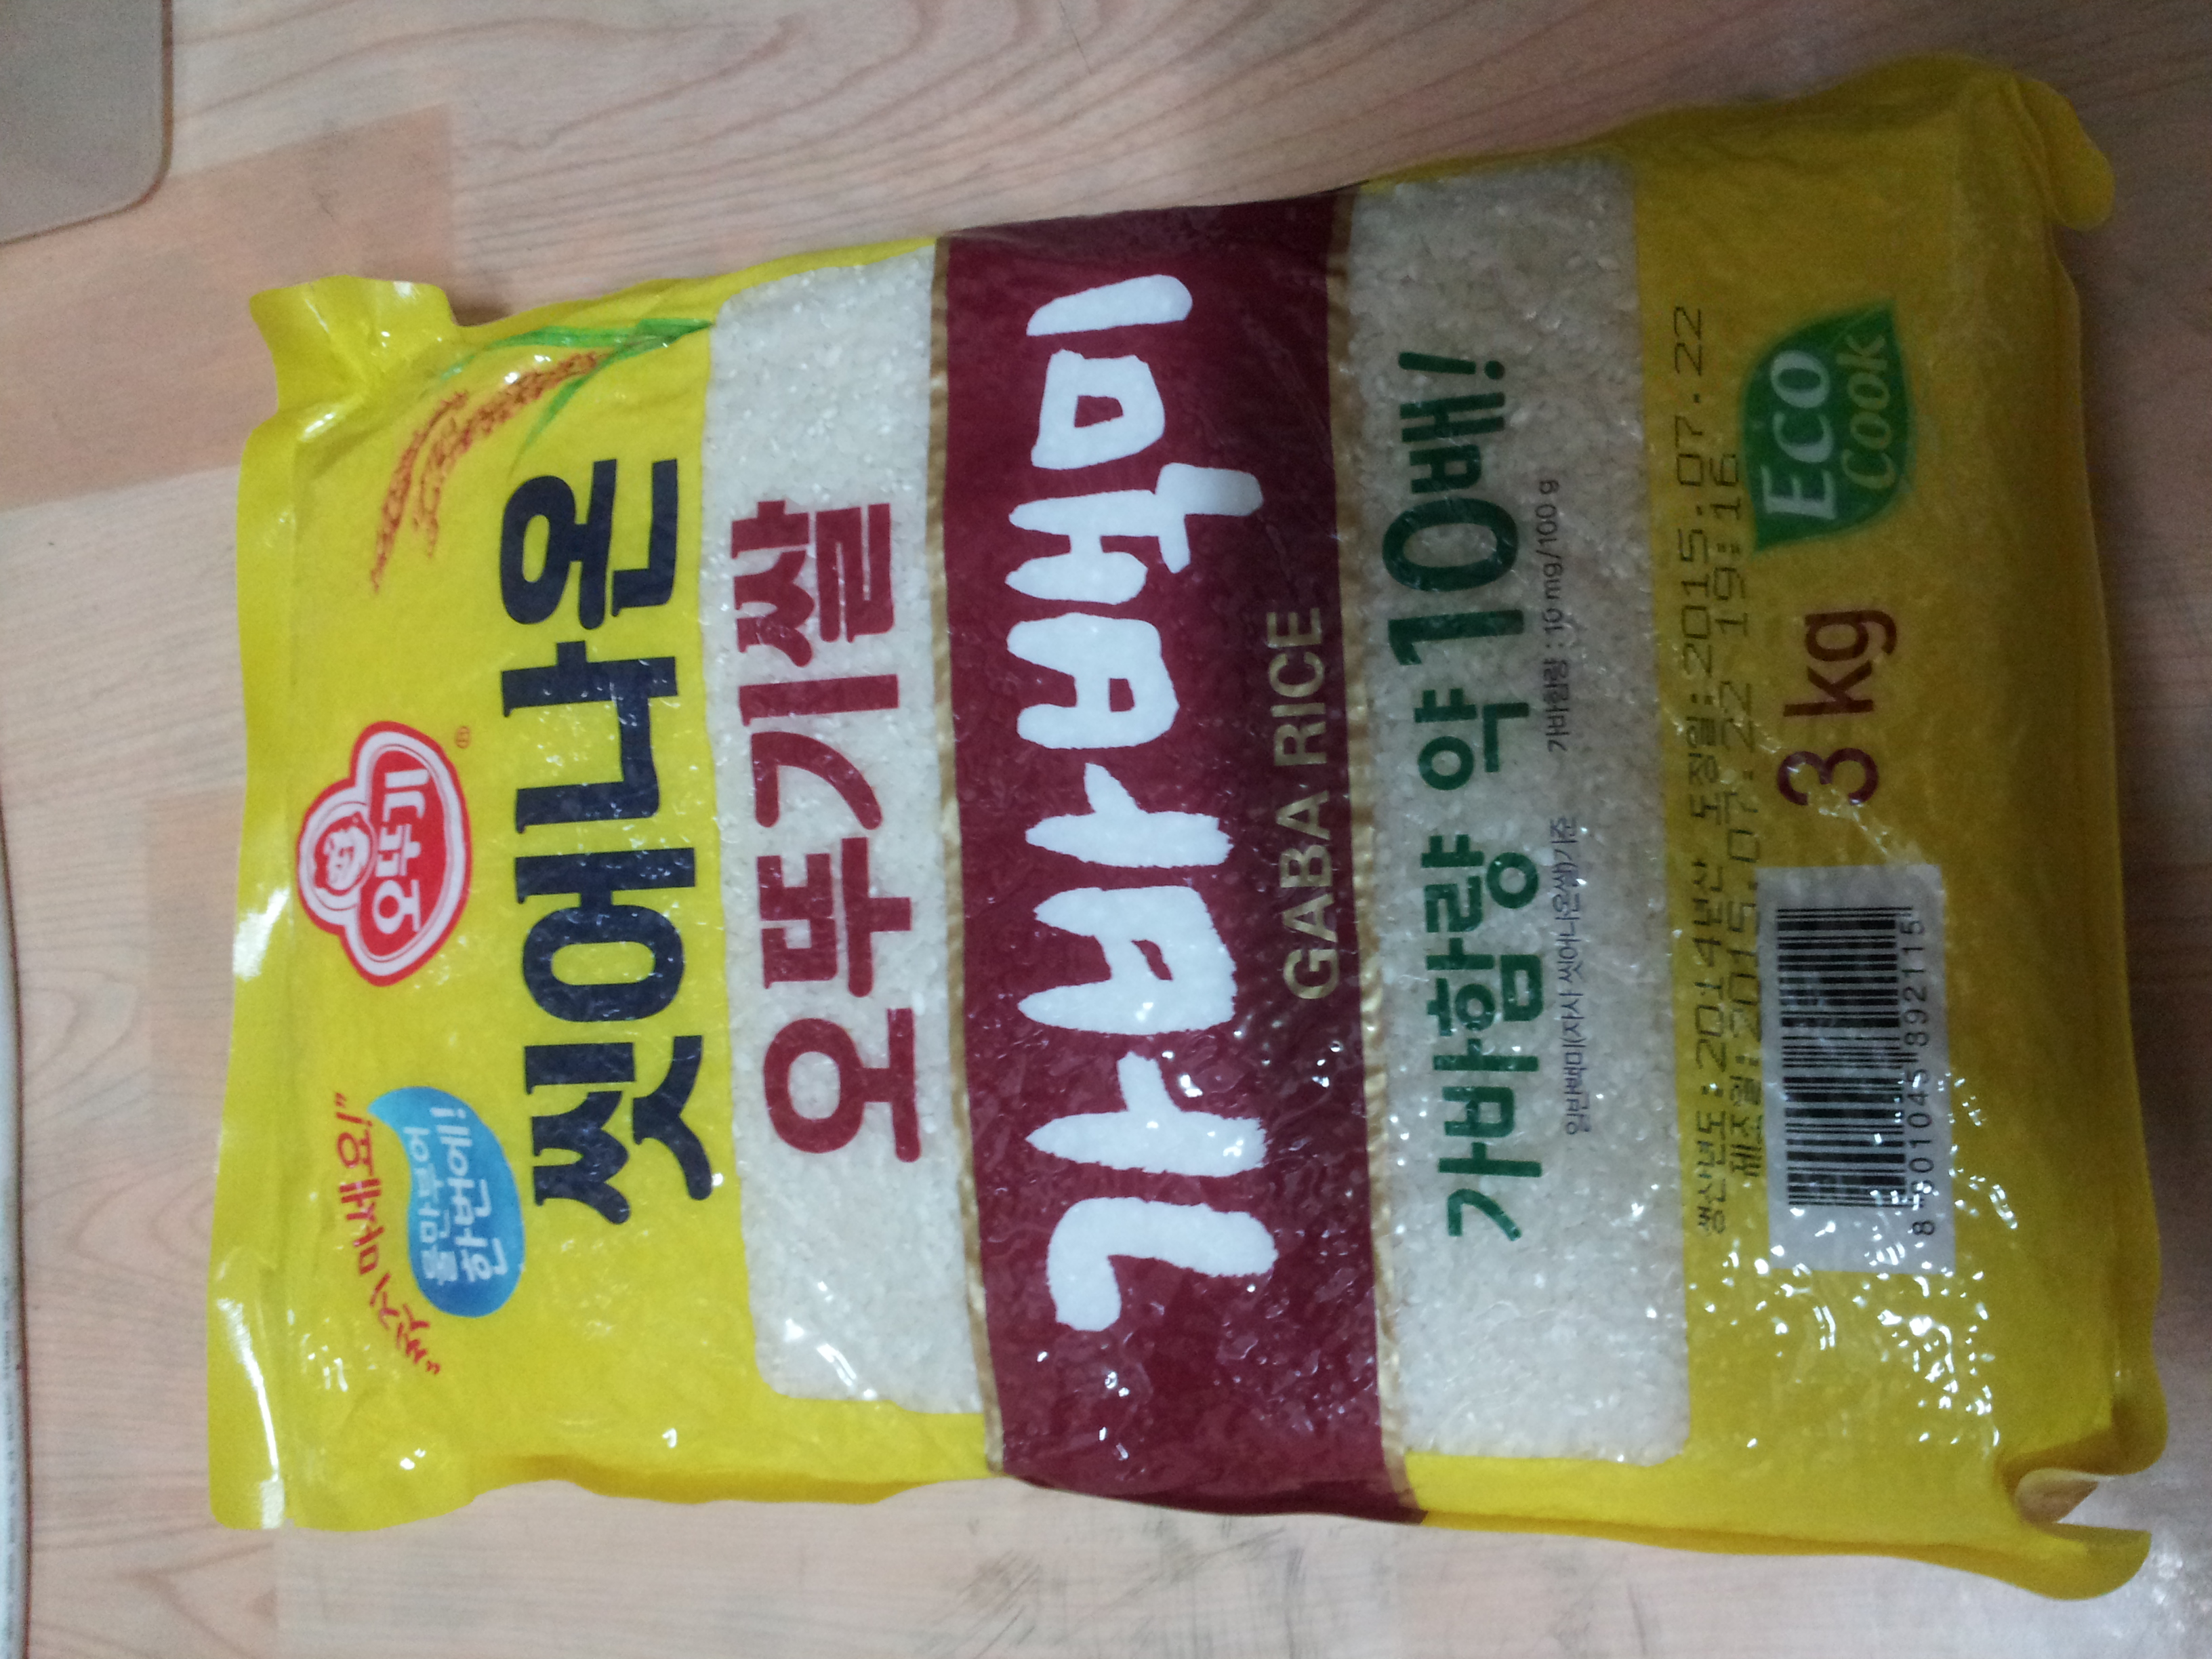 오뚜기
®
"씻지 마세요!"
물만부어
한번에!
씻어나온
오뚜기쌀
가바백미
GABA RICE
가바함량 약 10배!
일반백미(자사 씻어나온쌀)기준 가바함량 : 10 mg/100 g
생산년도:2014년산 도정일:2015.07.22
제조일:2015.07.22 19:16
8 801045 892115
3 kg
Eco
Cook